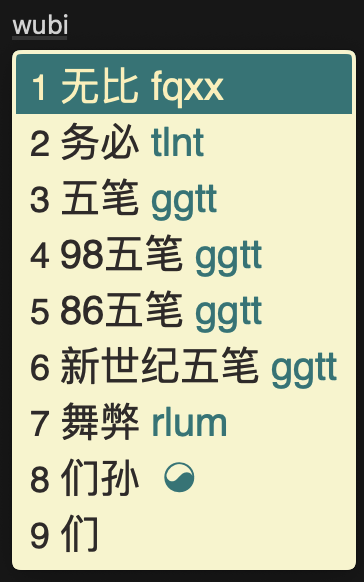 wubi
1 无比 fqxx
2 务必 tlnt
3 五笔 ggtt
4 98五笔 ggtt
5 86五笔 ggtt
6 新世纪五笔 ggtt
7 舞弊 rlum
8 们孙 ☯
9 们